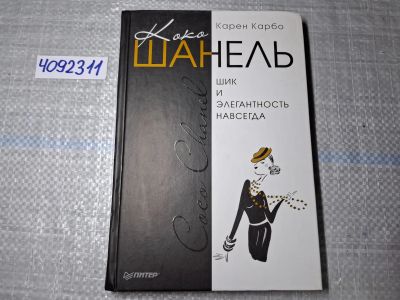 4092311
Карен Карбо
Коко
ШАНЕЛЬ
ШИК
И
ЭЛЕГАНТНОСТЬ
НАВСЕГДА
Coco Chanel
ПИТЕР